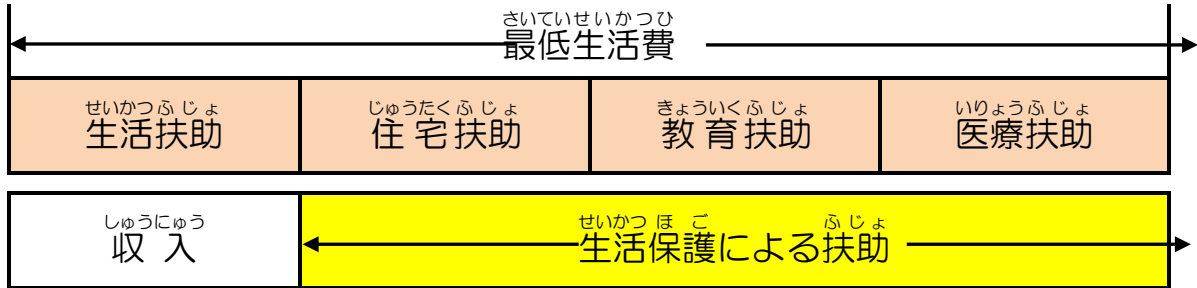 さいていせいかつひ
最低生活費
せいかつふじょ じゅうたくふじょ きょういくふじょ いりょうふじょ
生活扶助 住宅扶助 教育扶助 医療扶助
しゅうにゅう せいかつほご ふじょ
収入 生活保護による扶助